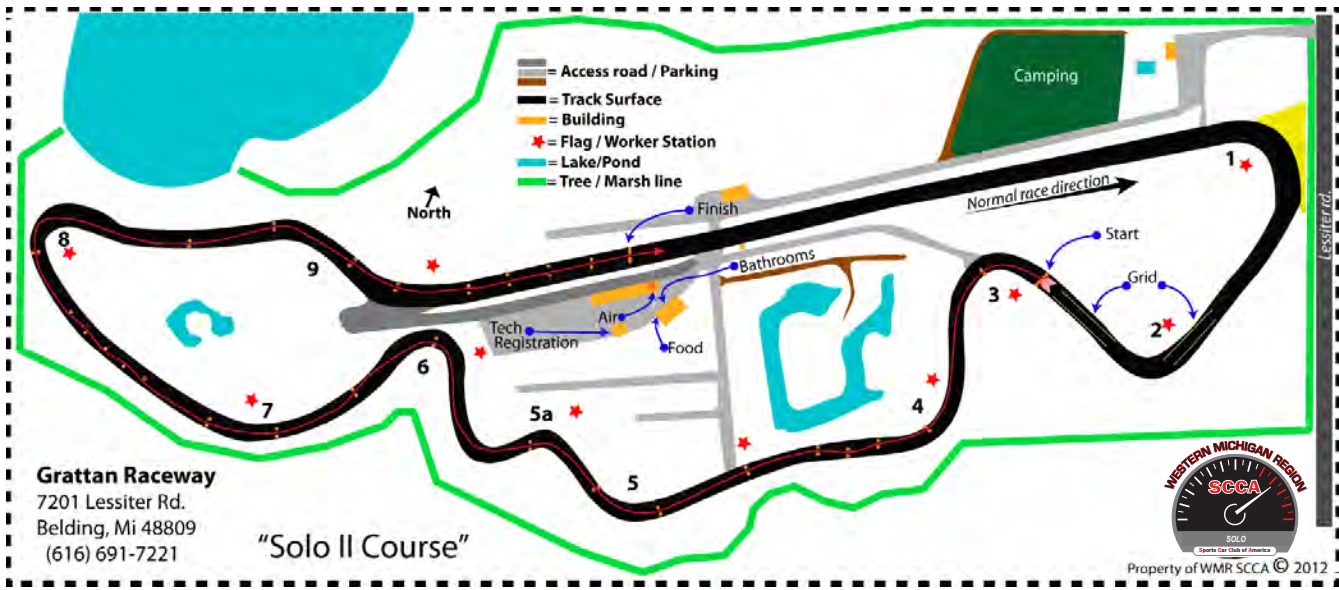 = Access road / Parking
= Track Surface
= Building
= Flag / Worker Station
= Lake/Pond
= Tree / Marsh line
Camping
North
Normal race direction
Lessiter rd.
Finish
Start
Bathrooms
Grid
Air
Tech
Registration
Food
1
2
3
4
5
5a
6
7
8
9
Grattan Raceway
7201 Lessiter Rd.
Belding, Mi 48809
(616) 691-7221
"Solo II Course"
WESTERN MICHIGAN REGION
SCCA
SOLO
Sports Car Club of America
Property of WMR SCCA © 2012